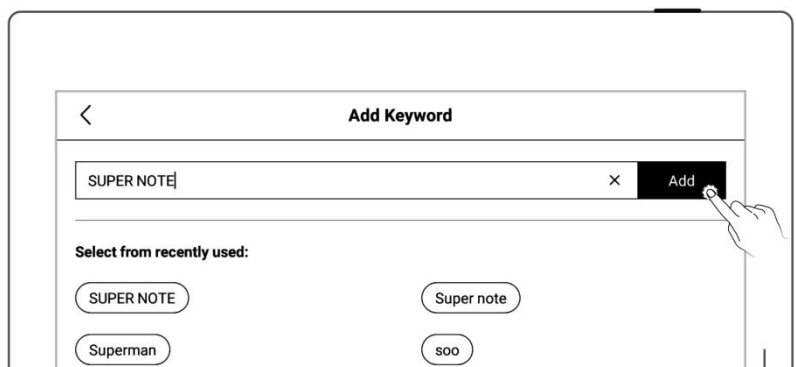 Add Keyword
SUPER NOTE
Add
Select from recently used:
SUPER NOTE
Super note
Superman
soo